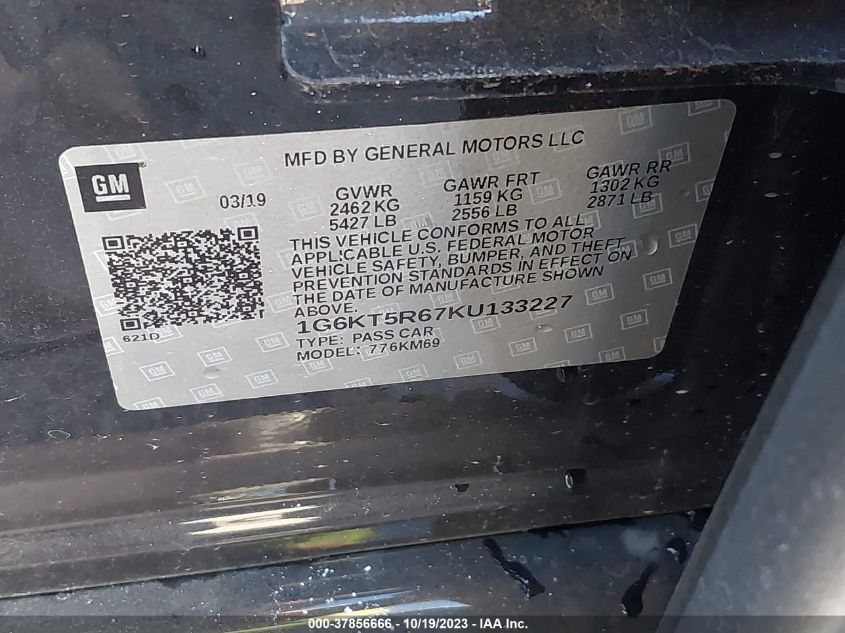 MFD BY GENERAL MOTORS LLC
GM
03/19
GVWR
2462 KG
5427 LB
GAWR FRT
1159 KG
2556 LB
GAWR RR
1302 KG
2871 LB
THIS VEHICLE CONFORMS TO ALL
APPLICABLE U.S. FEDERAL MOTOR
VEHICLE SAFETY, BUMPER, AND THEFT
PREVENTION STANDARDS IN EFFECT ON
THE DATE OF MANUFACTURE SHOWN
ABOVE.
1G6KT5R67KU133227
TYPE: PASS CAR
MODEL: 776KM69
621D
000-37856666 - 10/19/2023 - IAA Inc.